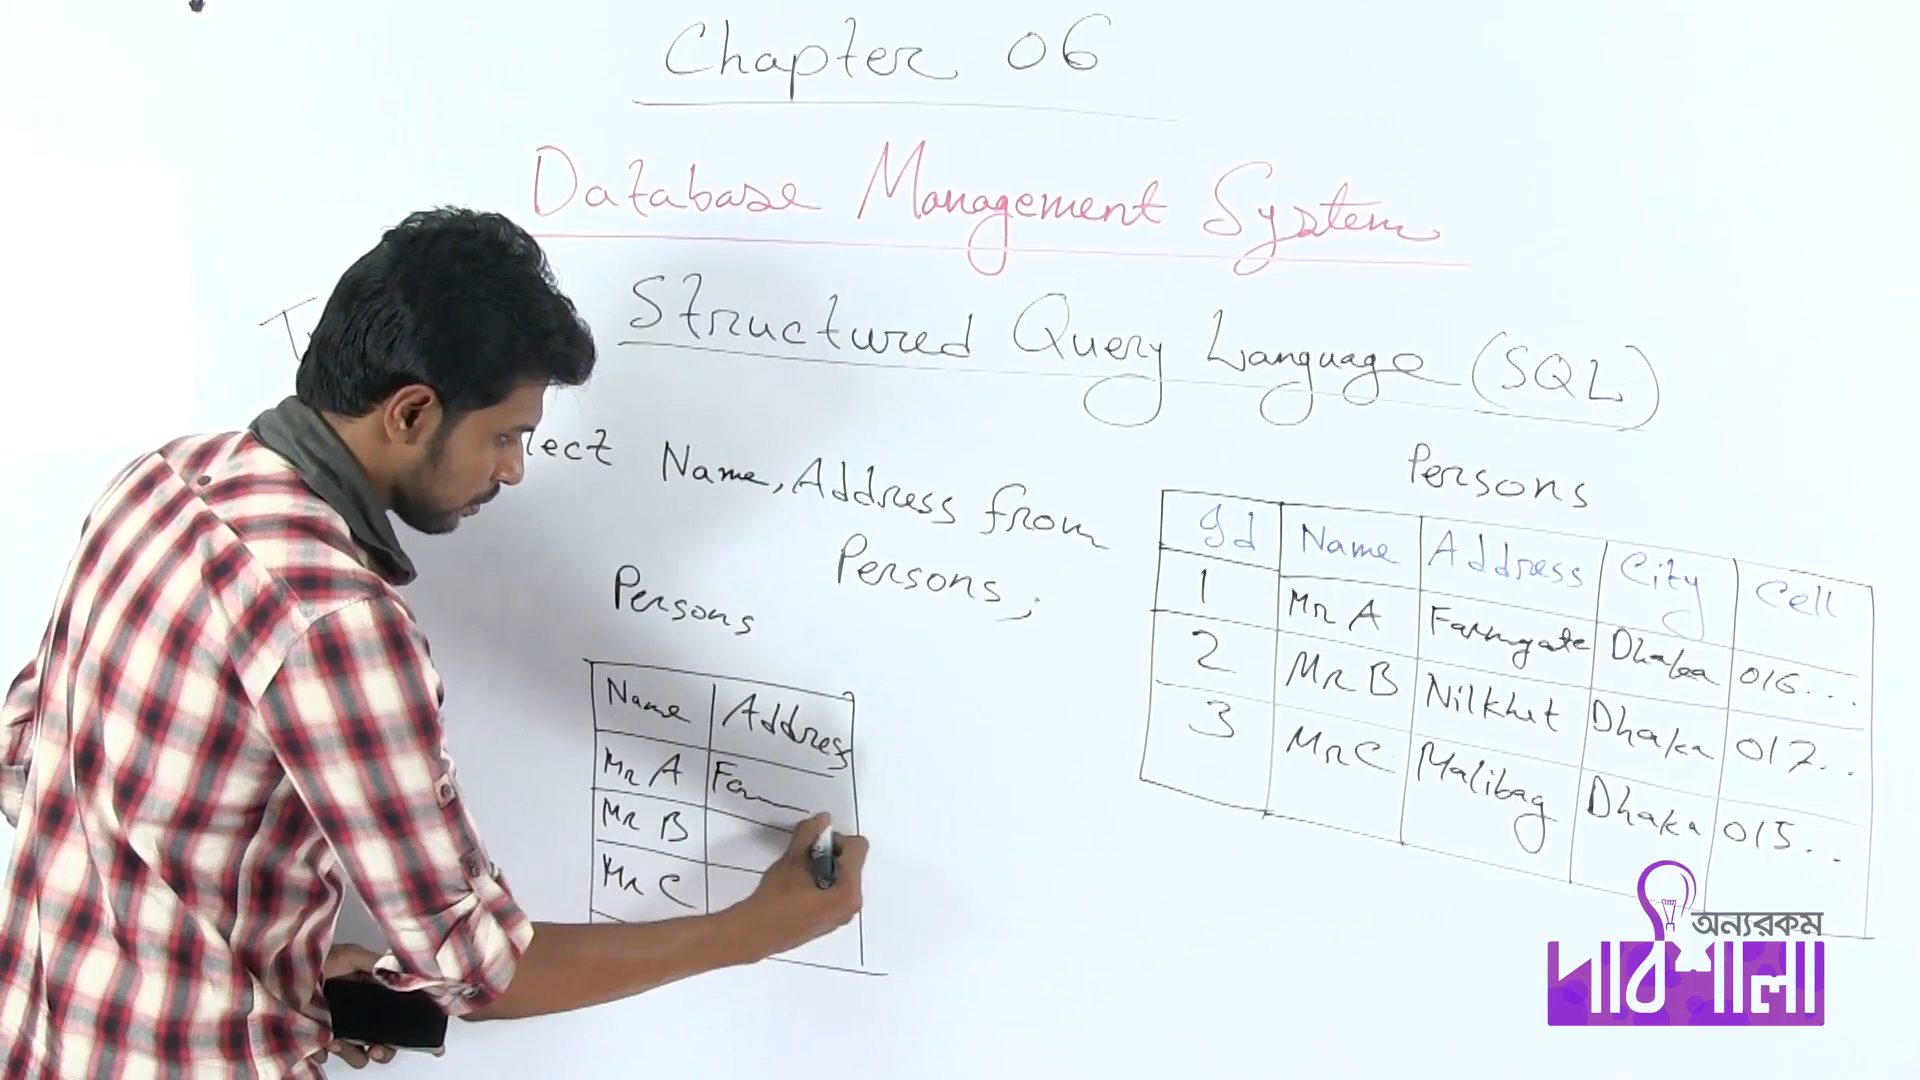 Chapter 06
Database Management System
Structured Query Language (SQL)
lect Name, Address from
Persons;
Persons
Name Address
Mr A Farm
Mr B
Mr C
Persons
Id Name Address City Cell
1 Mr A Farmgate Dhaka 016...
2 Mr B Nilkhet Dhaka 017...
3 Mr C Malibag Dhaka 015...
অন্যরকম
পাঠশালা